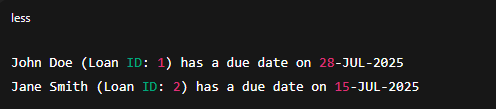 less
John Doe (Loan ID: 1) has a due date on 28-JUL-2025
Jane Smith (Loan ID: 2) has a due date on 15-JUL-2025